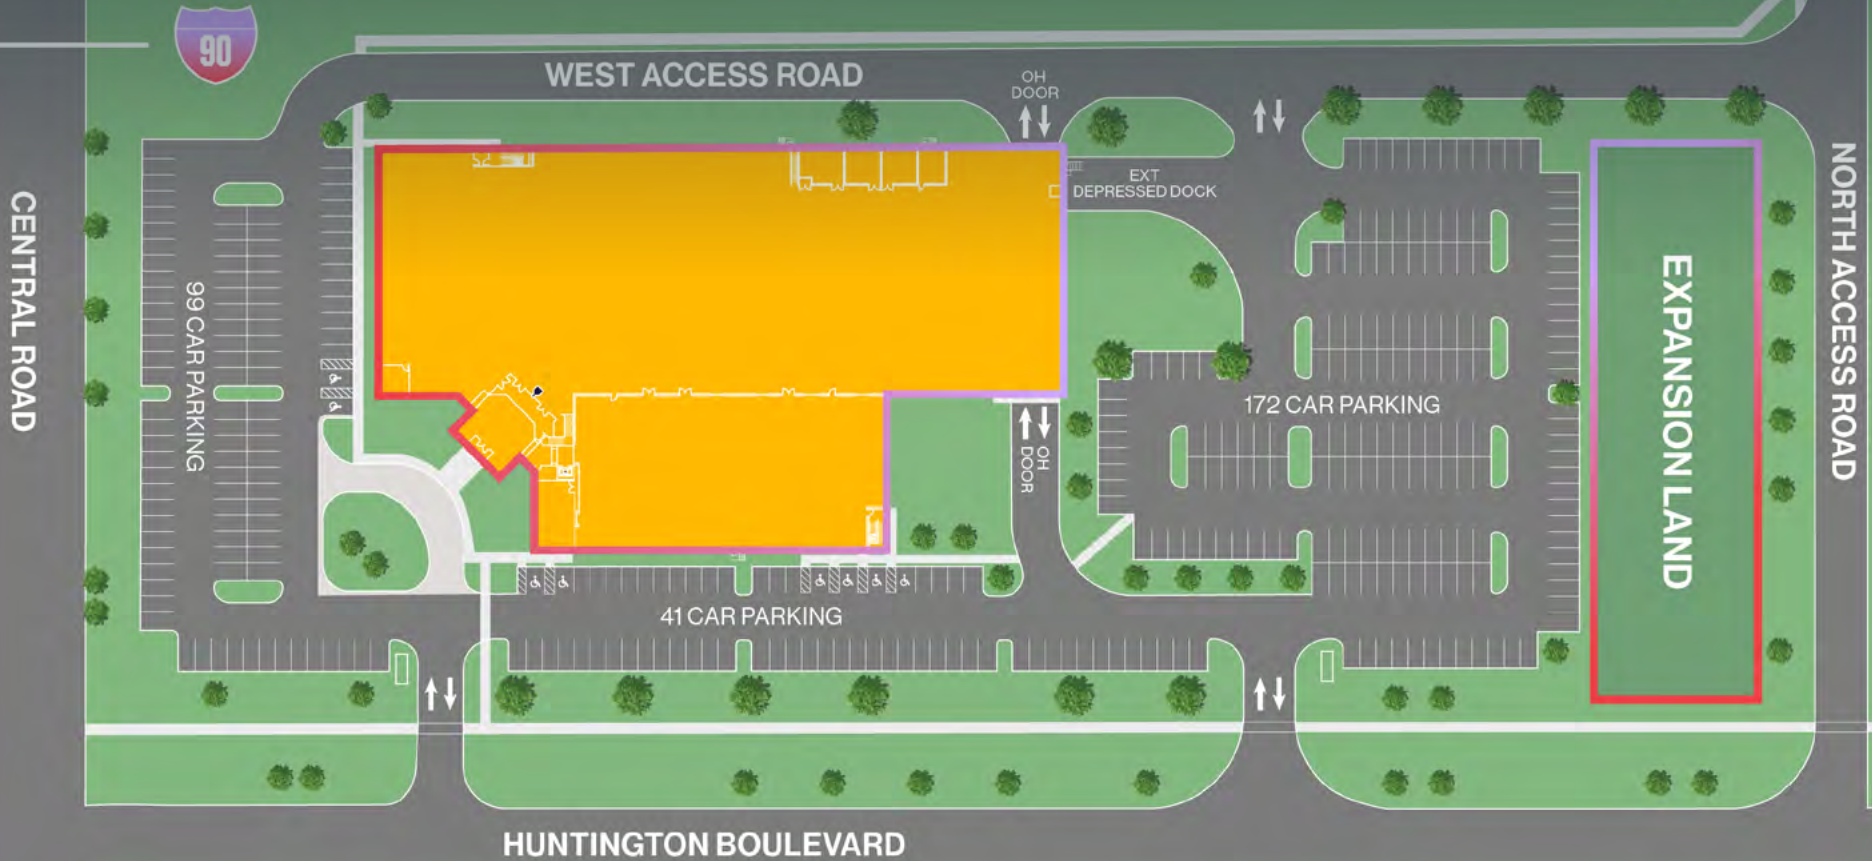 90
WEST ACCESS ROAD
OH
DOOR
EXT
DEPRESSED DOCK
CENTRAL ROAD
99 CAR PARKING
172 CAR PARKING
EXPANSION LAND
NORTH ACCESS ROAD
OH
DOOR
41 CAR PARKING
HUNTINGTON BOULEVARD